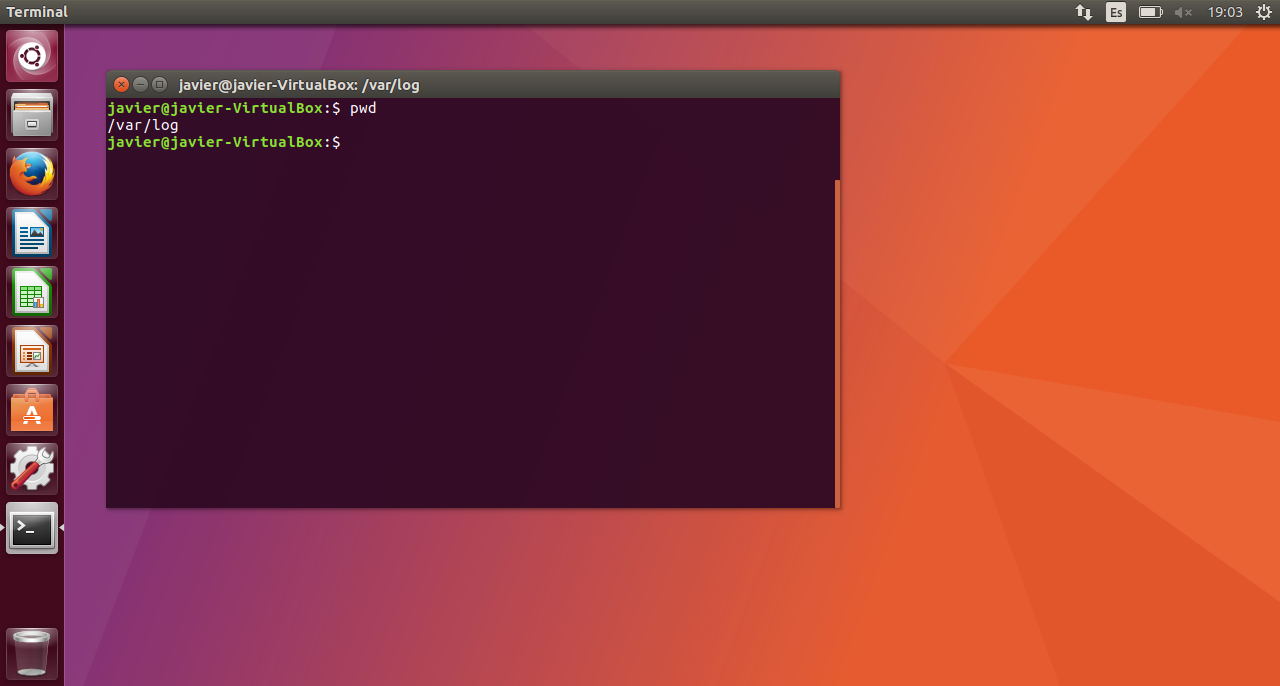 Terminal
Es
19:03
javier@javier-VirtualBox: /var/log
javier@javier-VirtualBox:$ pwd
/var/log
javier@javier-VirtualBox:$